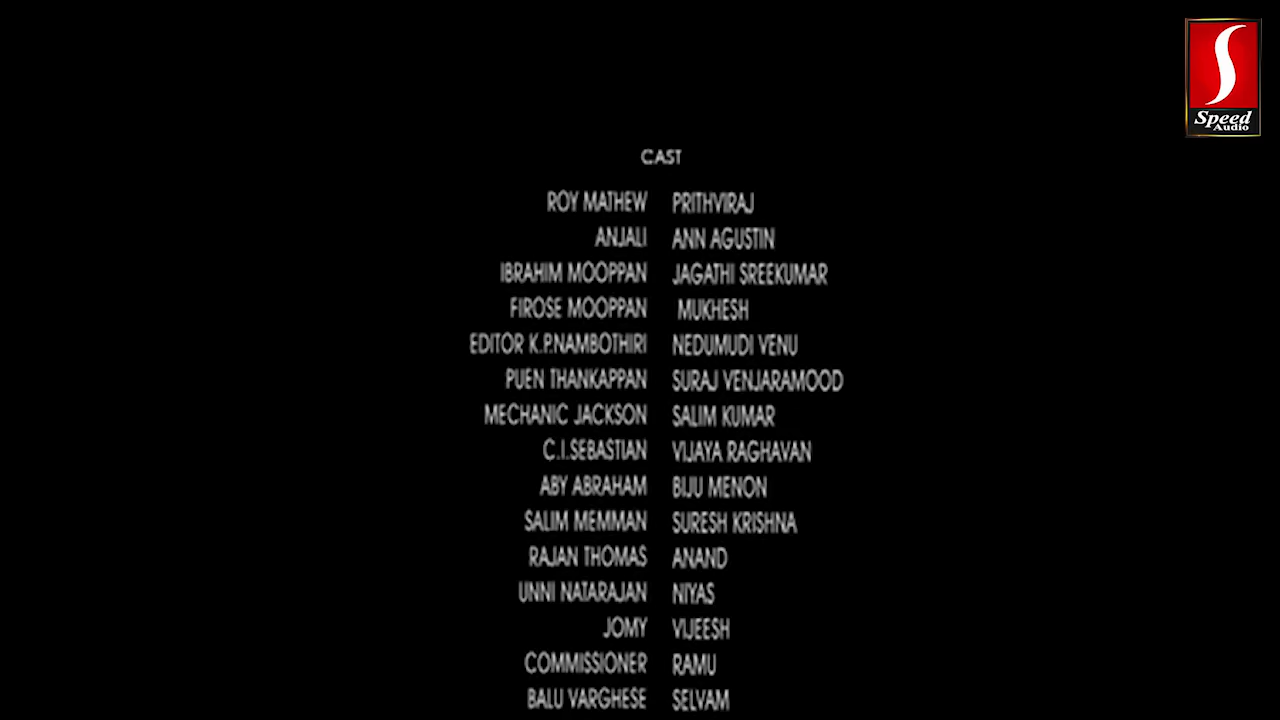 S
Speed
Audio
CAST
ROY MATHEW PRITHVIRAJ
ANJALI ANN AGUSTIN
IBRAHIM MOOPPAN JAGATHI SREEKUMAR
FIROSE MOOPPAN MUKHESH
EDITOR K.P.NAMBOTHIRI NEDUMUDI VENU
PUEN THANKAPPAN SURAJ VENJARAMOOD
MECHANIC JACKSON SALIM KUMAR
C.I.SEBASTIAN VIJAYA RAGHAVAN
ABY ABRAHAM BIJU MENON
SALIM MEMMAN SURESH KRISHNA
RAJAN THOMAS ANAND
UNNI NATARAJAN NIYAS
JOMY VIJEESH
COMMISSIONER RAMU
BALU VARGHESE SELVAM